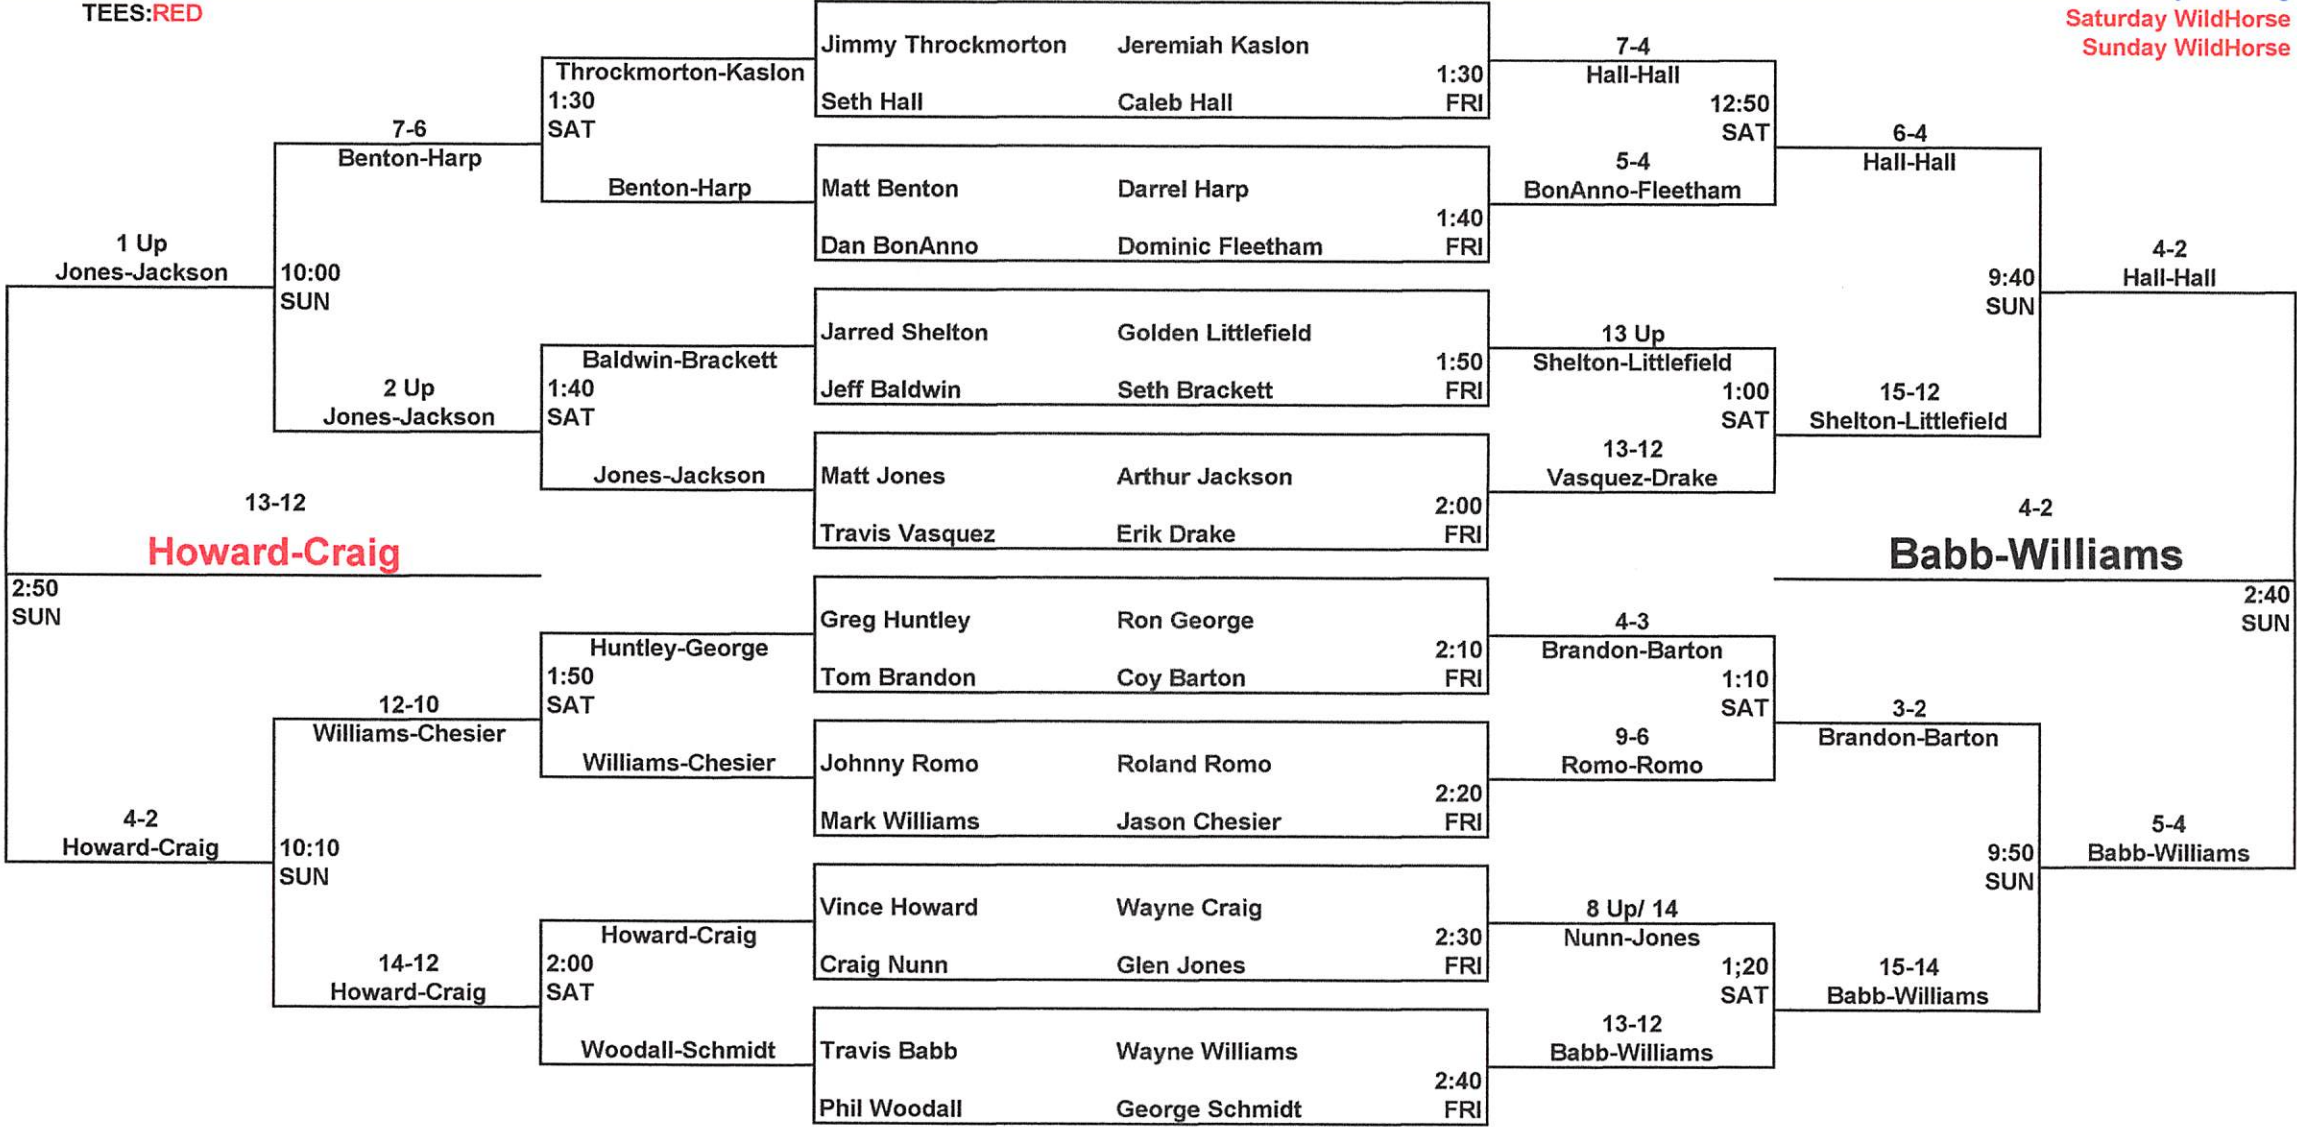 TEES:RED
Saturday WildHorse
Sunday WildHorse
Jimmy Throckmorton Jeremiah Kaslon
1:30
Seth Hall Caleb Hall FRI
Matt Benton Darrel Harp
1:40
Dan BonAnno Dominic Fleetham FRI
Jarred Shelton Golden Littlefield
1:50
Jeff Baldwin Seth Brackett FRI
Matt Jones Arthur Jackson
2:00
Travis Vasquez Erik Drake FRI
Greg Huntley Ron George
2:10
Tom Brandon Coy Barton FRI
Johnny Romo Roland Romo
2:20
Mark Williams Jason Chesier FRI
Vince Howard Wayne Craig
2:30
Craig Nunn Glen Jones FRI
Travis Babb Wayne Williams
2:40
Phil Woodall George Schmidt FRI
Throckmorton-Kaslon
1:30
SAT
Benton-Harp
Baldwin-Brackett
1:40
SAT
Jones-Jackson
Huntley-George
1:50
SAT
Williams-Chesier
Howard-Craig
2:00
SAT
Woodall-Schmidt
7-6
Benton-Harp
10:00
SUN
2 Up
Jones-Jackson
12-10
Williams-Chesier
10:10
SUN
14-12
Howard-Craig
1 Up
Jones-Jackson
13-12
Howard-Craig
2:50
SUN
4-2
Howard-Craig
7-4
Hall-Hall
12:50
SAT
5-4
BonAnno-Fleetham
13 Up
Shelton-Littlefield
1:00
SAT
13-12
Vasquez-Drake
4-3
Brandon-Barton
1:10
SAT
9-6
Romo-Romo
8 Up/ 14
Nunn-Jones
1;20
SAT
13-12
Babb-Williams
6-4
Hall-Hall
9:40
SUN
15-12
Shelton-Littlefield
3-2
Brandon-Barton
9:50
SUN
15-14
Babb-Williams
4-2
Hall-Hall
4-2
Babb-Williams
2:40
SUN
5-4
Babb-Williams